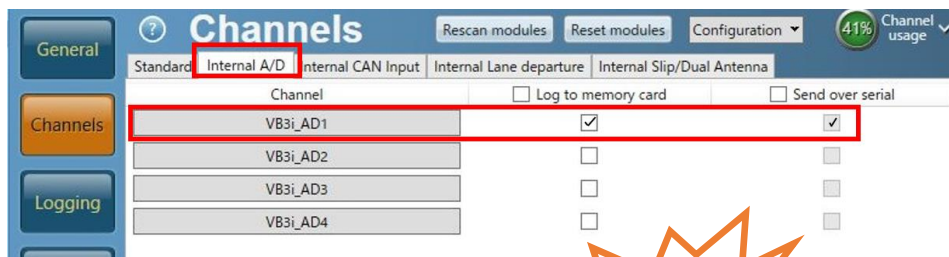 General
? Channels Rescan modules Reset modules Configuration 41% Channel usage
Standard Internal A/D Internal CAN Input Internal Lane departure Internal Slip/Dual Antenna
Channel Log to memory card Send over serial
Channels
VB3i_AD1
VB3i_AD2
VB3i_AD3
Logging
VB3i_AD4